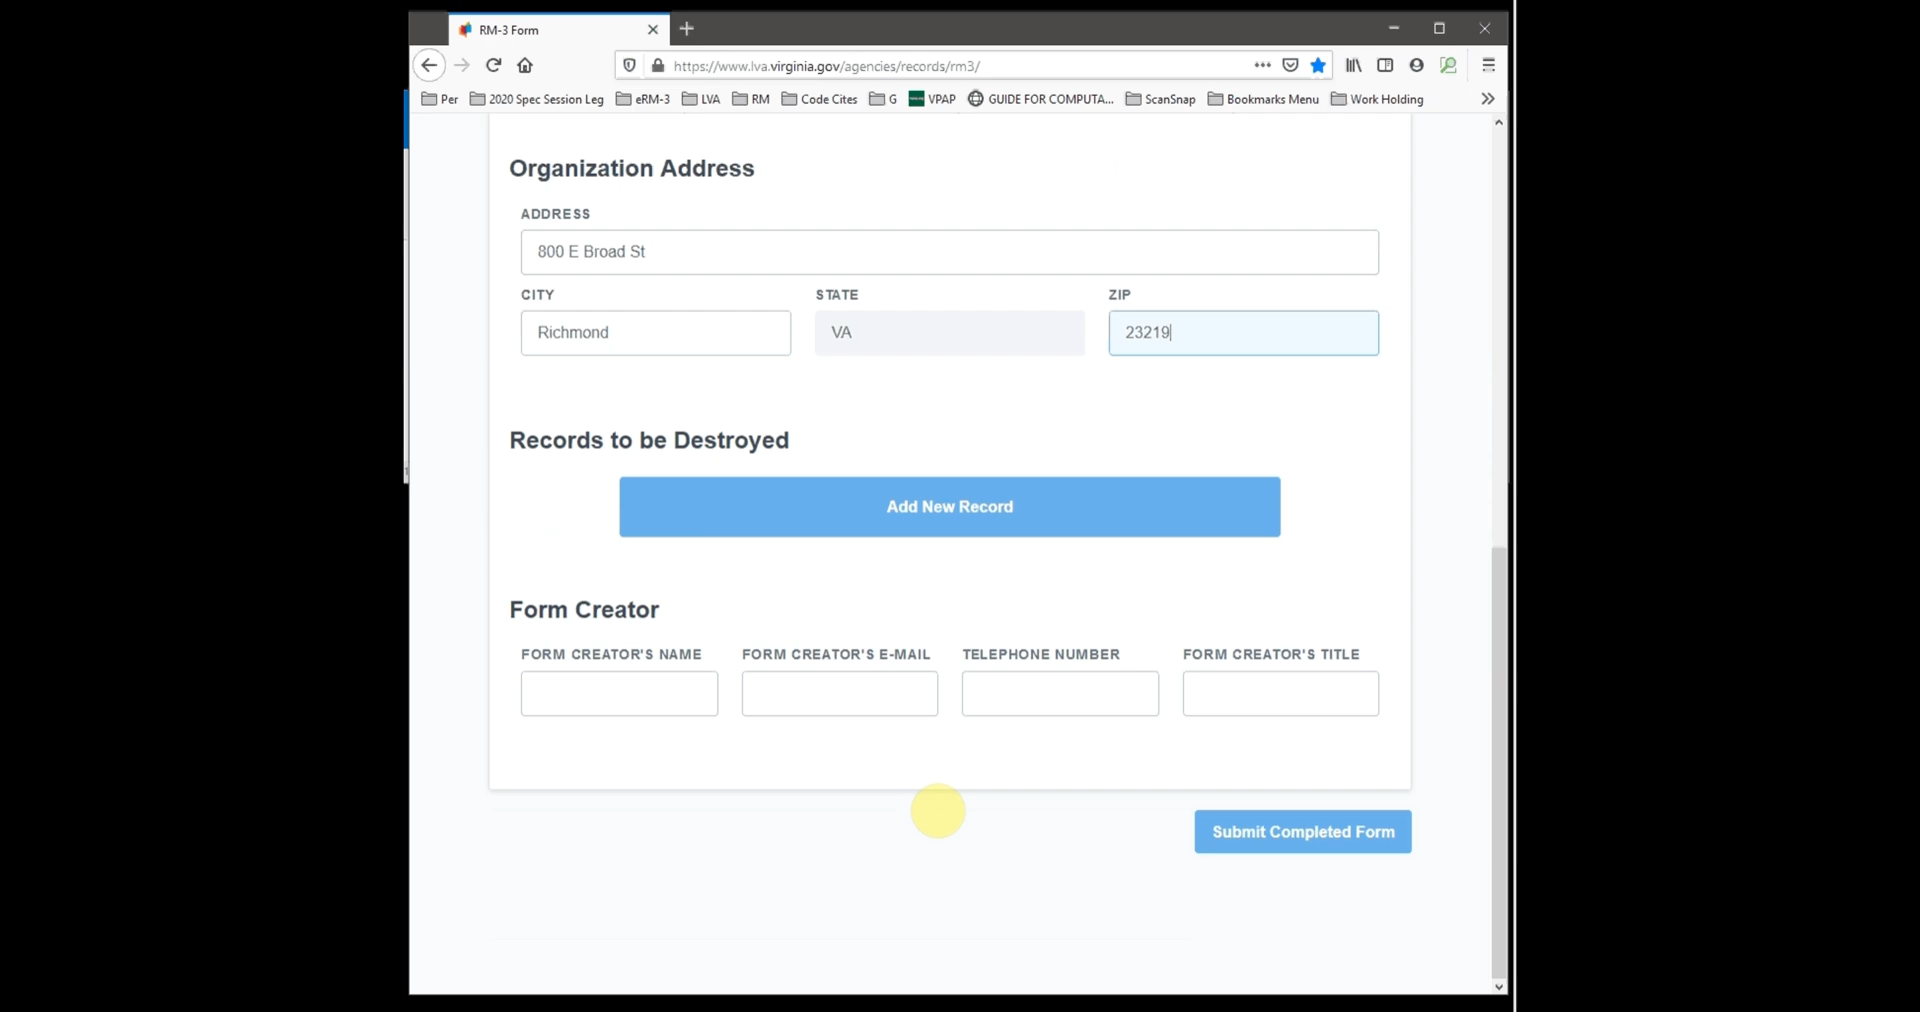 RM-3 Form
https://www.lva.virginia.gov/agencies/records/rm3/
Per 2020 Spec Session Leg eRM-3 LVA RM Code Cites G VPAP GUIDE FOR COMPUTA... ScanSnap Bookmarks Menu Work Holding
Organization Address
ADDRESS
800 E Broad St
CITY STATE ZIP
Richmond VA 23219
Records to be Destroyed
Add New Record
Form Creator
FORM CREATOR'S NAME FORM CREATOR'S E-MAIL TELEPHONE NUMBER FORM CREATOR'S TITLE
Submit Completed Form